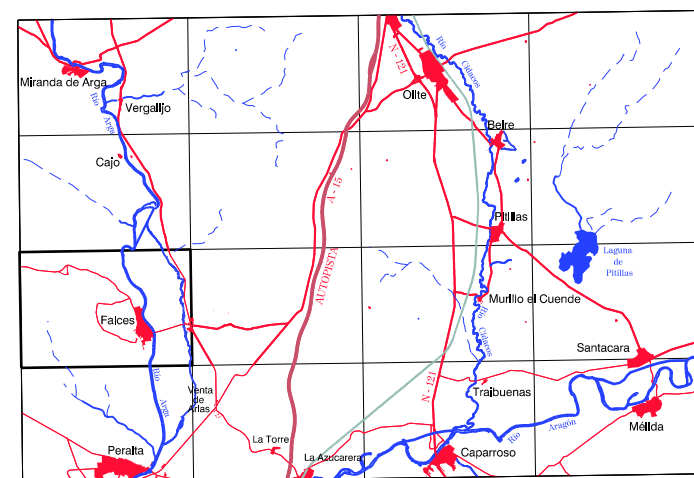 Río
Cidacos
N - 121
Miranda de Arga
Olite
Río
Arga
Vergalijo
Beire
Cajo
A - 15
Pitillas
Laguna
de
Pitillas
AUTOPISTA
Murillo el Cuende
Falces
Río
Cidacos
Santacara
Río
Venta
de
Arlas
N - 121
Traibuenas
Arga
Aragón
Mélida
Río
Peralta
La Torre
La Azucarera
Caparroso